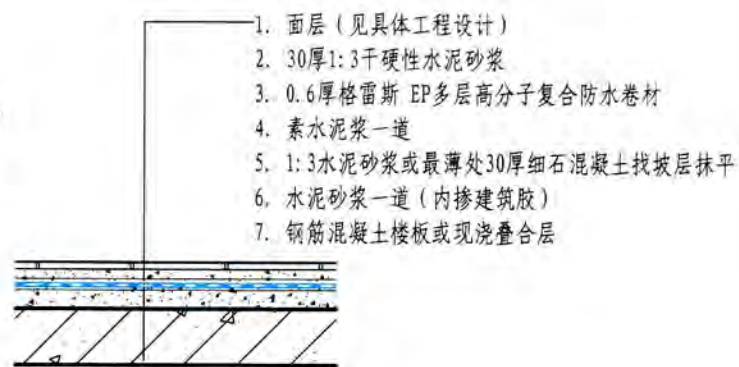 1. 面层（见具体工程设计）
2. 30厚1:3干硬性水泥砂浆
3. 0.6厚格雷斯 EP多层高分子复合防水卷材
4. 素水泥浆一道
5. 1:3水泥砂浆或最薄处30厚细石混凝土找坡层抹平
6. 水泥砂浆一道（内掺建筑胶）
7. 钢筋混凝土楼板或现浇叠合层